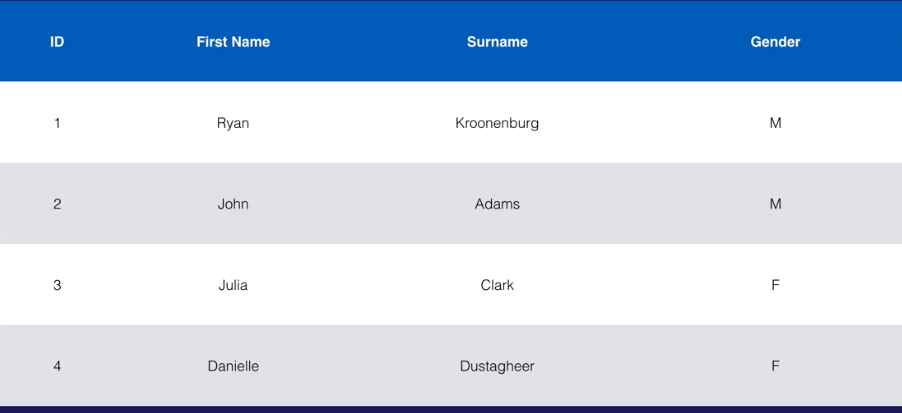 ID First Name Surname Gender
1 Ryan Kroonenburg M
2 John Adams M
3 Julia Clark F
4 Danielle Dustagheer F